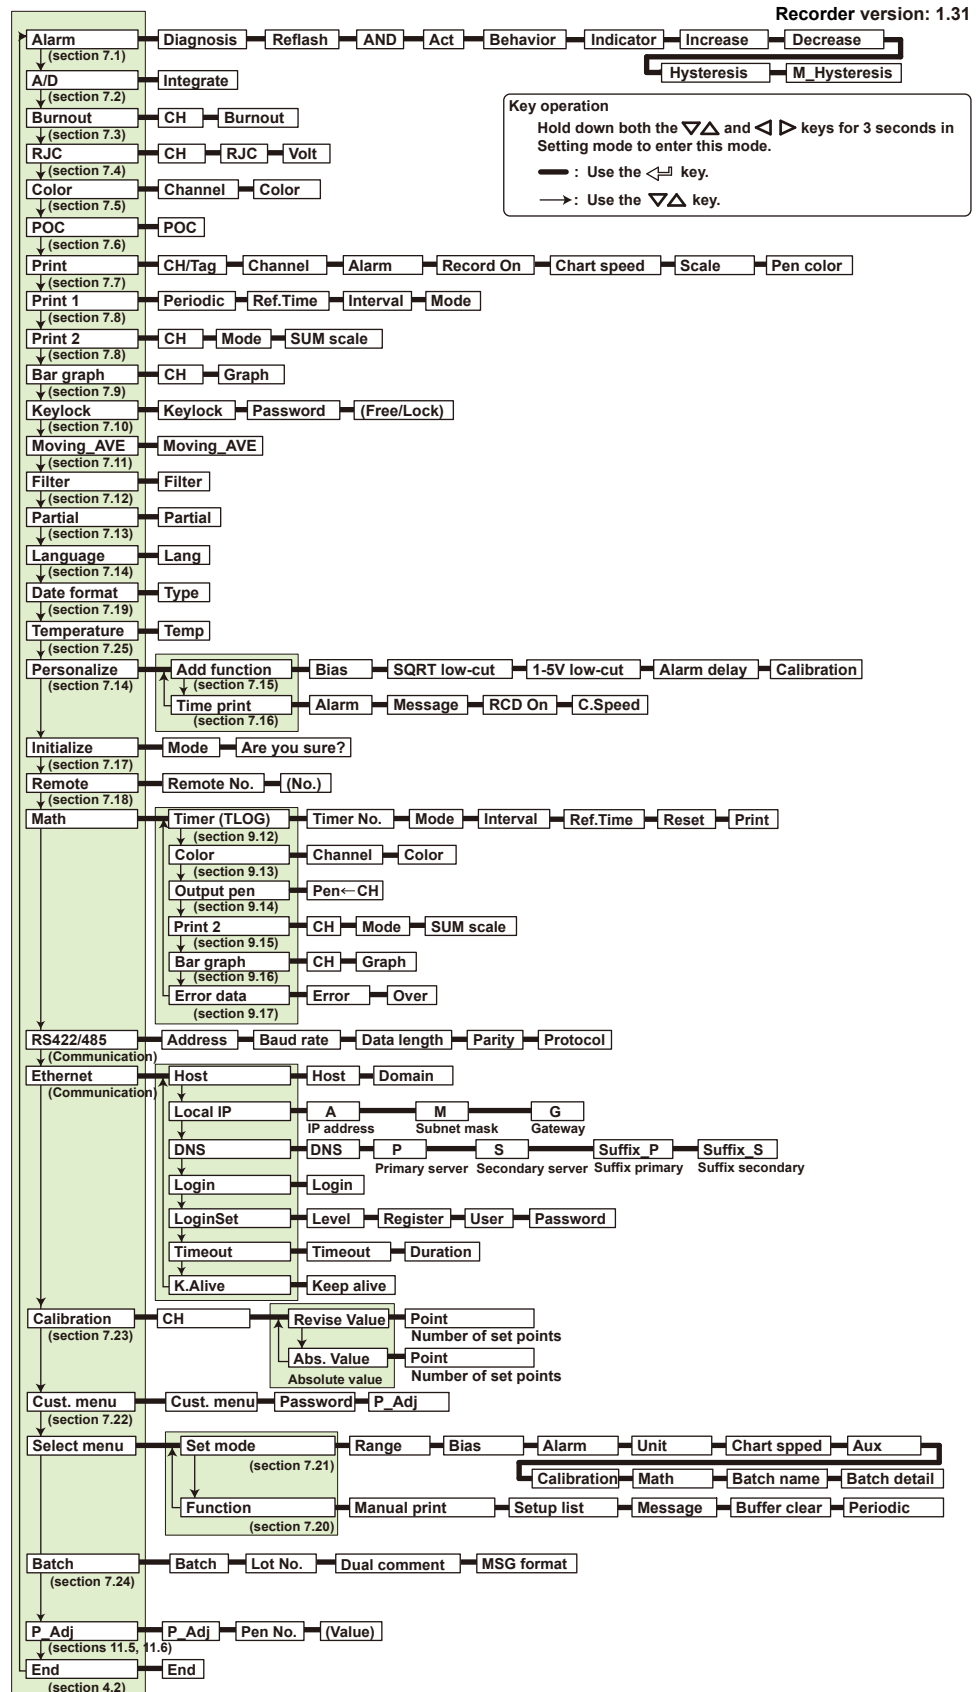 Recorder version: 1.31
Alarm Diagnosis Reflash AND Act Behavior Indicator Increase Decrease
(section 7.1)
Hysteresis M_Hysteresis
A/D Integrate
(section 7.2)
Key operation
Hold down both the ▽△ and ◁ ▷ keys for 3 seconds in
Setting mode to enter this mode.
: Use the key.
: Use the ▽△ key.
Burnout CH Burnout
(section 7.3)
RJC CH RJC Volt
(section 7.4)
Color Channel Color
(section 7.5)
POC POC
(section 7.6)
Print CH/Tag Channel Alarm Record On Chart speed Scale Pen color
(section 7.7)
Print 1 Periodic Ref.Time Interval Mode
(section 7.8)
Print 2 CH Mode SUM scale
(section 7.8)
Bar graph CH Graph
(section 7.9)
Keylock Keylock Password (Free/Lock)
(section 7.10)
Moving_AVE Moving_AVE
(section 7.11)
Filter Filter
(section 7.12)
Partial Partial
(section 7.13)
Language Lang
(section 7.14)
Date format Type
(section 7.19)
Temperature Temp
(section 7.25)
Personalize Add function Bias SQRT low-cut 1-5V low-cut Alarm delay Calibration
(section 7.14) (section 7.15)
Time print Alarm Message RCD On C.Speed
(section 7.16)
Initialize Mode Are you sure?
(section 7.17)
Remote Remote No. (No.)
(section 7.18)
Math Timer (TLOG) Timer No. Mode Interval Ref.Time Reset Print
(section 9.12)
Color Channel Color
(section 9.13)
Output pen Pen←CH
(section 9.14)
Print 2 CH Mode SUM scale
(section 9.15)
Bar graph CH Graph
(section 9.16)
Error data Error Over
(section 9.17)
RS422/485 Address Baud rate Data length Parity Protocol
(Communication)
Ethernet Host Host Domain
(Communication)
Local IP A M G
IP address Subnet mask Gateway
DNS DNS P S Suffix_P Suffix_S
Primary server Secondary server Suffix primary Suffix secondary
Login Login
LoginSet Level Register User Password
Timeout Timeout Duration
K.Alive Keep alive
Calibration CH Revise Value Point
(section 7.23) Number of set points
Abs. Value Point
Absolute value Number of set points
Cust. menu Cust. menu Password P_Adj
(section 7.22)
Select menu Set mode Range Bias Alarm Unit Chart spped Aux
(section 7.21)
Calibration Math Batch name Batch detail
Function Manual print Setup list Message Buffer clear Periodic
(section 7.20)
Batch Batch Lot No. Dual comment MSG format
(section 7.24)
P_Adj P_Adj Pen No. (Value)
(sections 11.5, 11.6)
End End
(section 4.2)